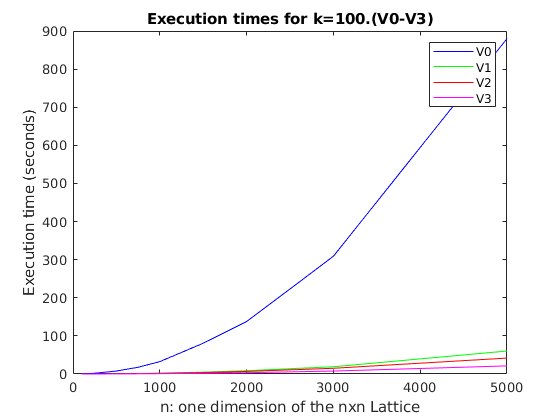 Execution times for k=100.(V0-V3)
900
800
700
600
500
400
300
200
100
0
Execution time (seconds)
V0
V1
V2
V3
0 1000 2000 3000 4000 5000
n: one dimension of the nxn Lattice